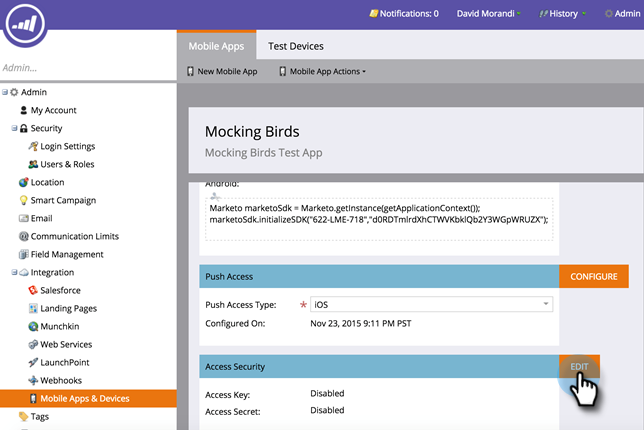 Notifications: 0 David Morandi History Admin
Admin...
Mobile Apps Test Devices
New Mobile App Mobile App Actions
Admin
My Account
Security
Login Settings
Users & Roles
Location
Smart Campaign
Email
Communication Limits
Field Management
Integration
Salesforce
Landing Pages
Munchkin
Web Services
LaunchPoint
Webhooks
Mobile Apps & Devices
Tags
Mocking Birds
Mocking Birds Test App
Android:
Marketo marketoSdk = Marketo.getInstance(getApplicationContext());
marketoSdk.initializeSDK("622-LME-718","d0RDTmlrdXhCTWVKbklQb2Y3WGpWRUZX");
Push Access CONFIGURE
Push Access Type: * iOS
Configured On: Nov 23, 2015 9:11 PM PST
Access Security EDIT
Access Key: Disabled
Access Secret: Disabled